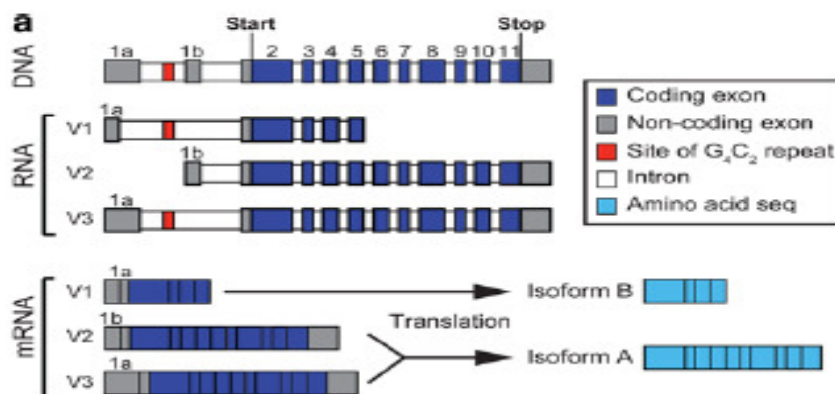 a
Start
Stop
1a
1b
2 3 4 5 6 7 8 9 10 11
DNA
1a
V1
1b
V2
1a
V3
RNA
Coding exon
Non-coding exon
Site of G₄C₂ repeat
Intron
Amino acid seq
1a
V1
1b
V2
1a
V3
mRNA
Translation
Isoform B
Isoform A